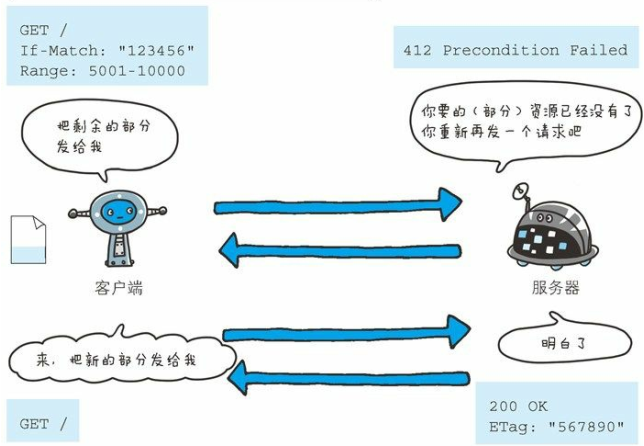 GET /
If-Match: "123456"
Range: 5001-10000
412 Precondition Failed
把剩余的部分
发给我
你要的（部分）资源已经没有了
你重新再发一个请求吧
客户端
服务器
来，把新的部分发给我
明白了
GET /
200 OK
ETag: "567890"